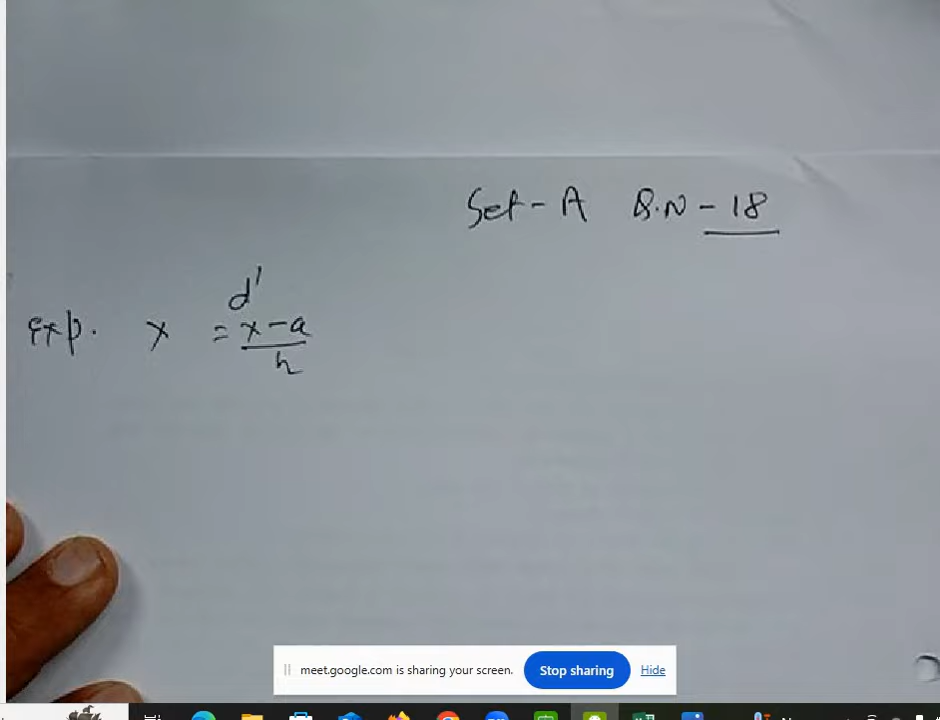 Set-A Q.N-18
d'
Exp. x = x-a
h
meet.google.com is sharing your screen. Stop sharing Hide